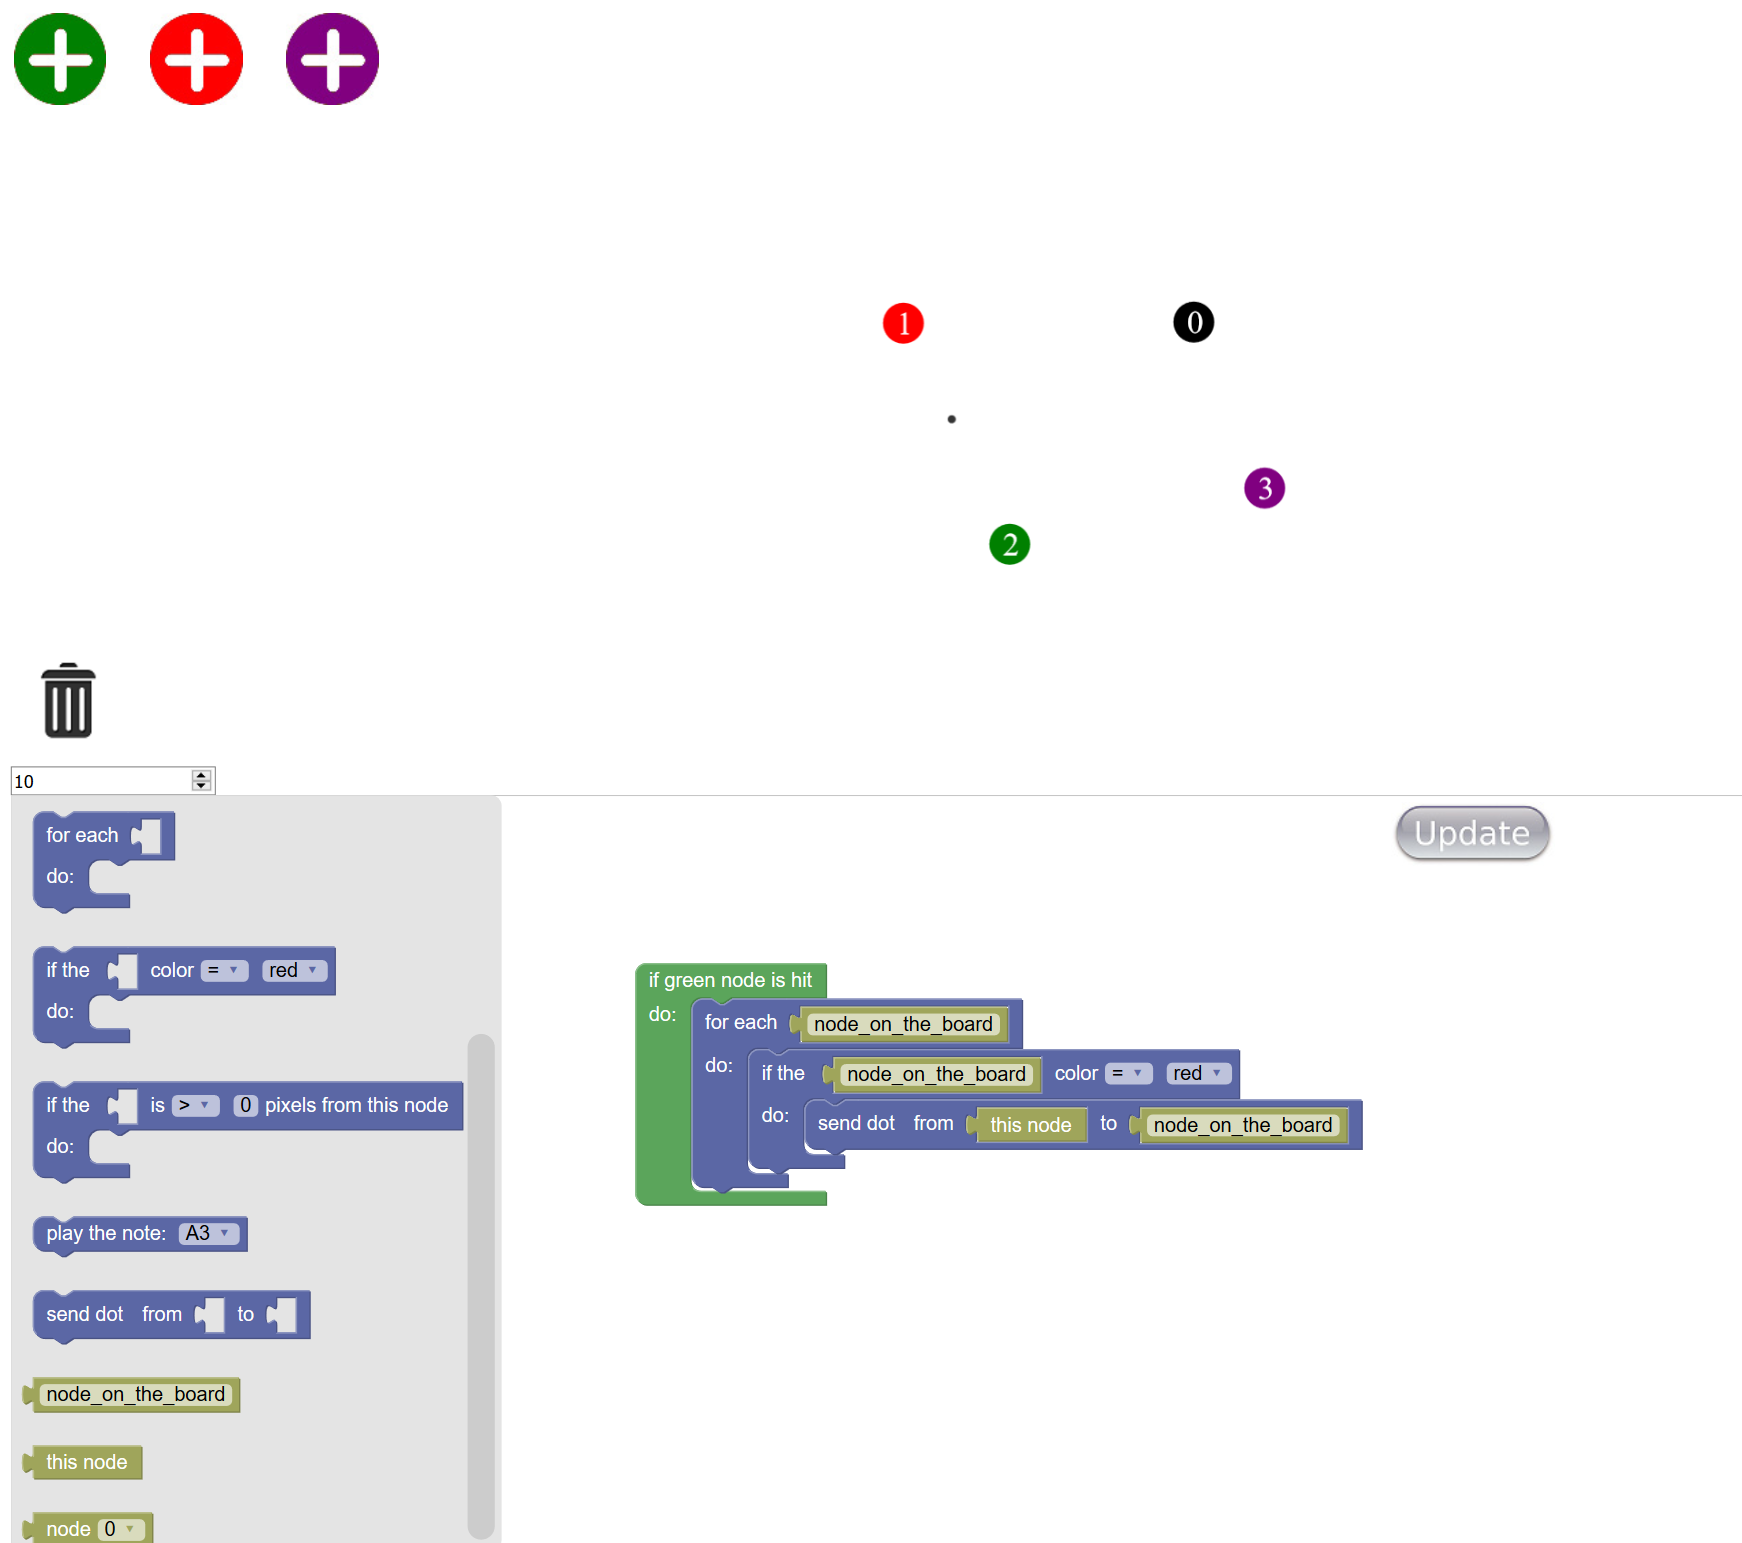 1
0
3
2
10
Update
for each
do:
if the color = red
do:
if the is > 0 pixels from this node
do:
play the note: A3
send dot from to
node_on_the_board
this node
node 0
if green node is hit
do: for each node_on_the_board
do: if the node_on_the_board color = red
do: send dot from this node to node_on_the_board